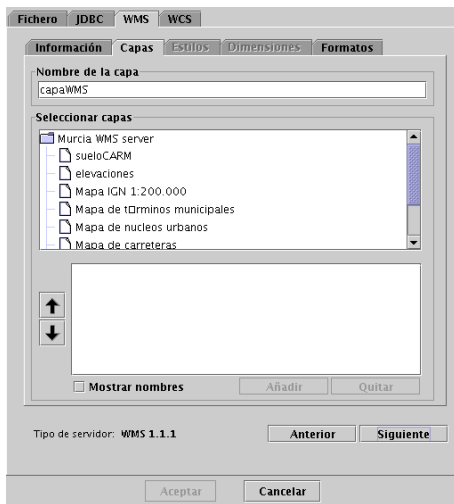 Fichero JDBC WMS WCS
Información Capas Estilos Dimensiones Formatos
Nombre de la capa
capaWMS
Seleccionar capas
Murcia WMS server
sueloCARM
elevaciones
Mapa IGN 1:200.000
Mapa de t□rminos municipales
Mapa de nucleos urbanos
Mapa de carreteras
Mostrar nombres Añadir Quitar
Tipo de servidor: WMS 1.1.1 Anterior Siguiente
Aceptar Cancelar